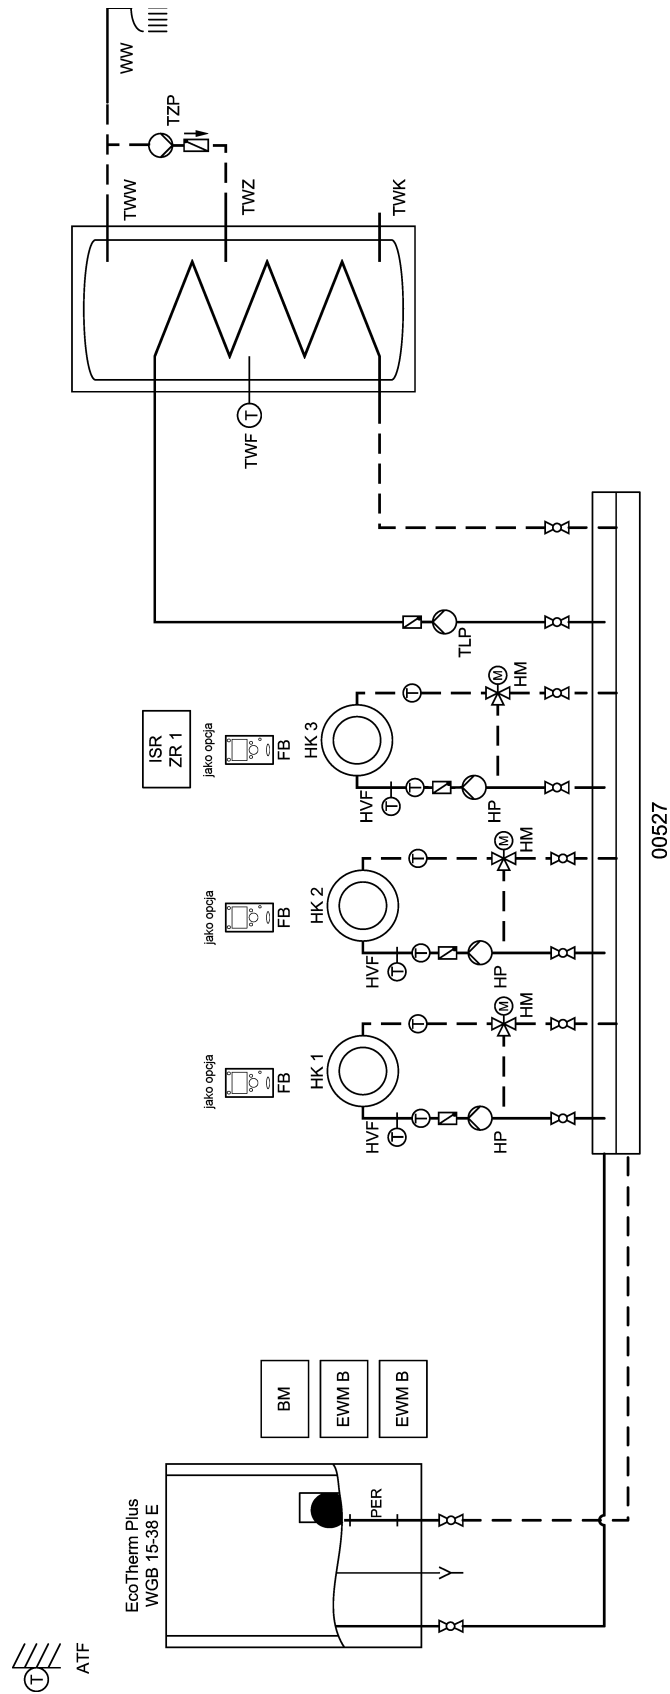 ATF
T
EcoTherm Plus
WGB 15-38 E
PER
BM
EWM B
EWM B
jako opcja
FB
HK 1
HVF
T
T
T
HP
M
HM
jako opcja
FB
HK 2
HVF
T
T
T
HP
M
HM
ISR
ZR 1
jako opcja
FB
HK 3
HVF
T
T
T
HP
M
HM
TLP
TWF
T
TWW
TWZ
TWK
TZP
WW
00527